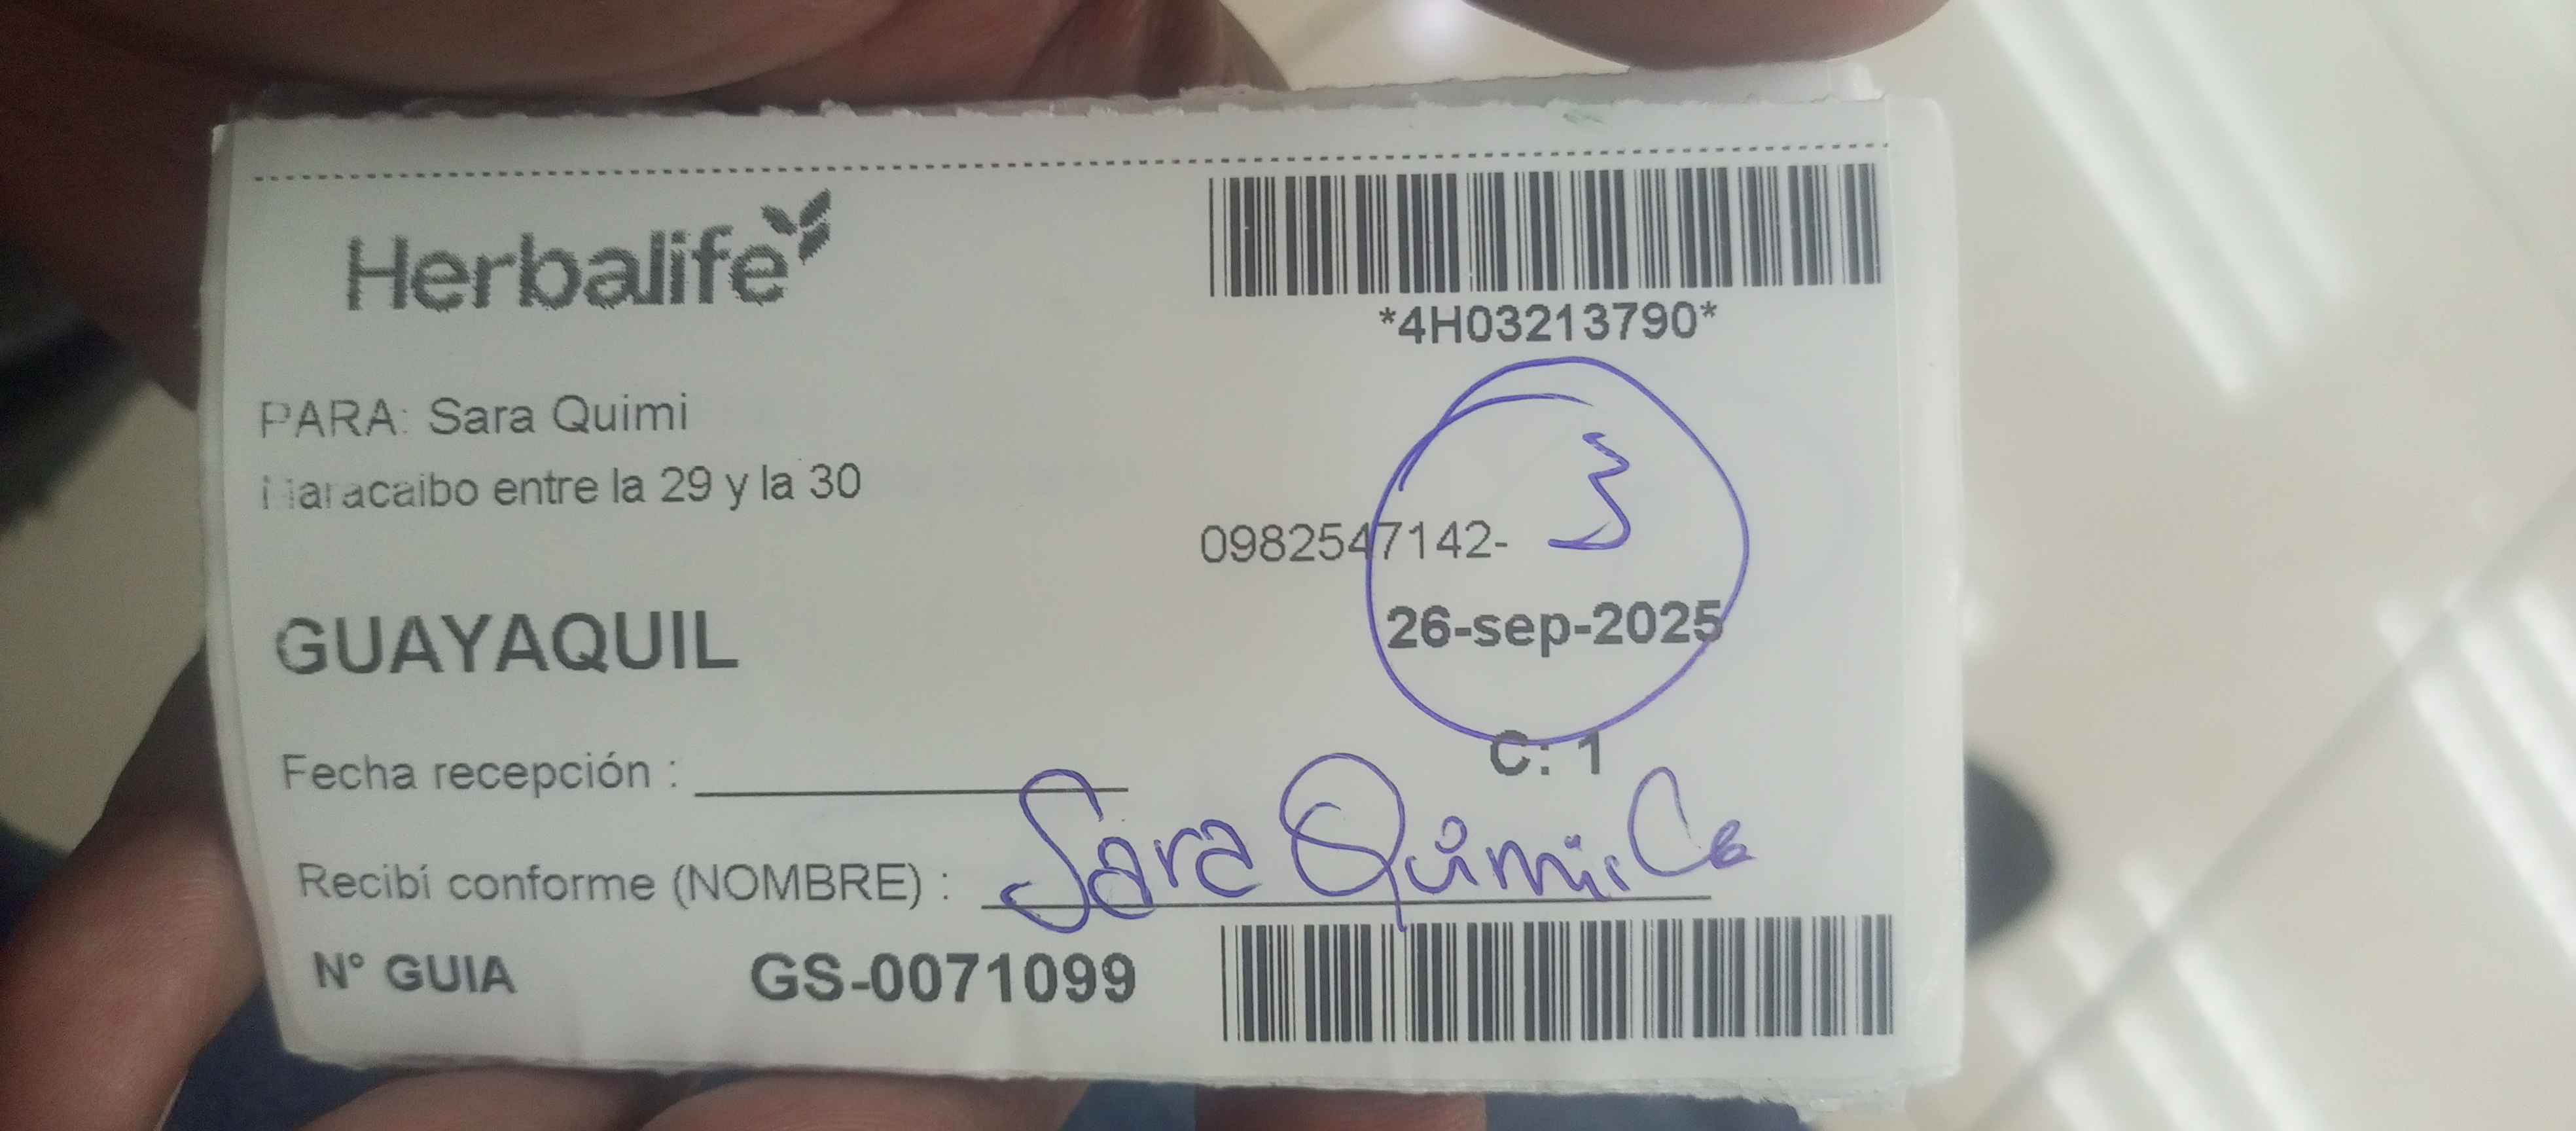 Herbalife
*4H03213790*
PARA: Sara Quimi
Maracaibo entre la 29 y la 30
3
0982547142-
GUAYAQUIL
26-sep-2025
C: 1
Fecha recepción :
Recibí conforme (NOMBRE) : Sara Quimi
N° GUIA GS-0071099